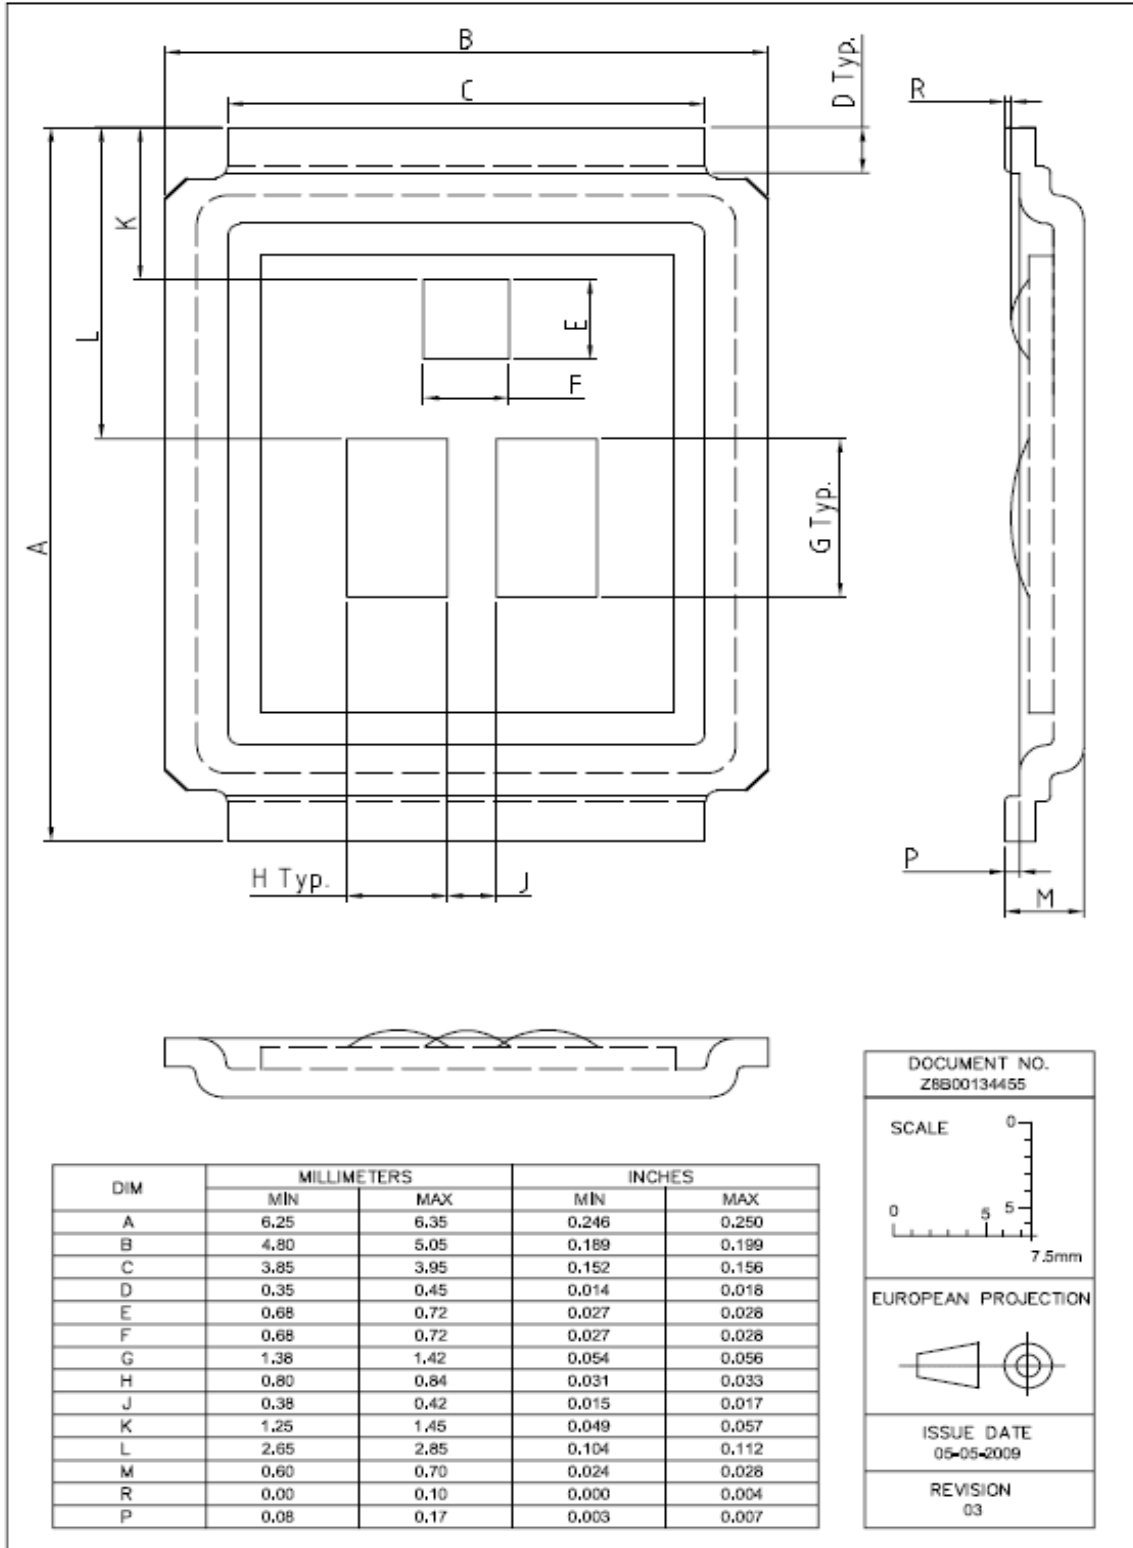 B
C
D Typ.
R
K
L
E
F
A
G Typ.
H Typ.
J
P
M
DIM MILLIMETERS INCHES
MIN MAX MIN MAX
A 6.25 6.35 0.246 0.250
B 4.80 5.05 0.189 0.199
C 3.85 3.95 0.152 0.156
D 0.35 0.45 0.014 0.018
E 0.68 0.72 0.027 0.028
F 0.68 0.72 0.027 0.028
G 1.38 1.42 0.054 0.056
H 0.80 0.84 0.031 0.033
J 0.38 0.42 0.015 0.017
K 1.25 1.45 0.049 0.057
L 2.65 2.85 0.104 0.112
M 0.60 0.70 0.024 0.028
R 0.00 0.10 0.000 0.004
P 0.08 0.17 0.003 0.007
DOCUMENT NO.
Z8B00134455
SCALE
0
0 5 5
7.5mm
EUROPEAN PROJECTION
ISSUE DATE
05-05-2009
REVISION
03